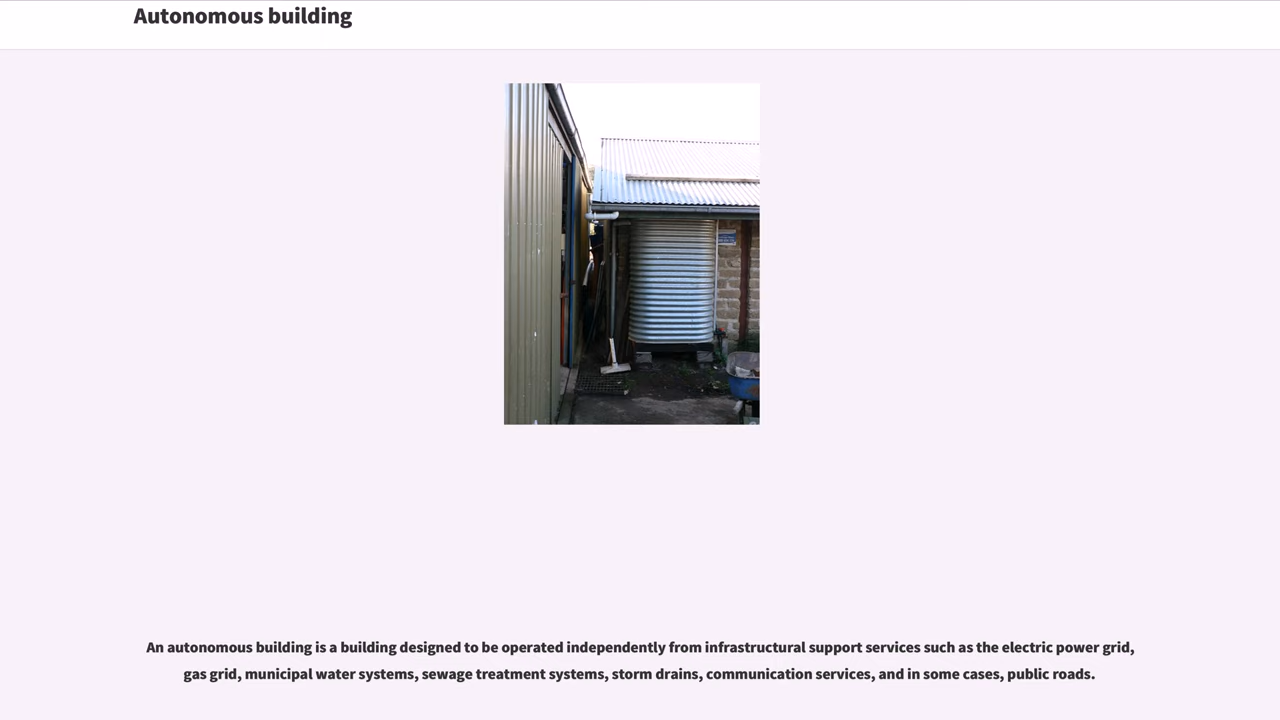 Autonomous building
An autonomous building is a building designed to be operated independently from infrastructural support services such as the electric power grid,
gas grid, municipal water systems, sewage treatment systems, storm drains, communication services, and in some cases, public roads.